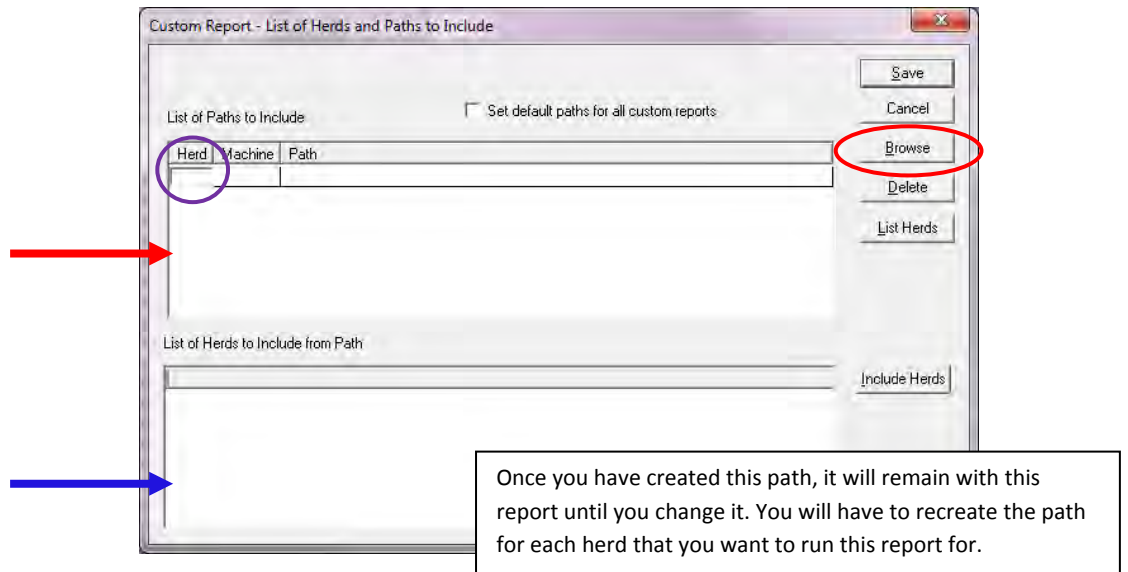 Custom Report - List of Herds and Paths to Include
Save
List of Paths to Include
Set default paths for all custom reports
Cancel
Herd Machine Path
Browse
Delete
List Herds
List of Herds to Include from Path
Include Herds
Once you have created this path, it will remain with this
report until you change it. You will have to recreate the path
for each herd that you want to run this report for.